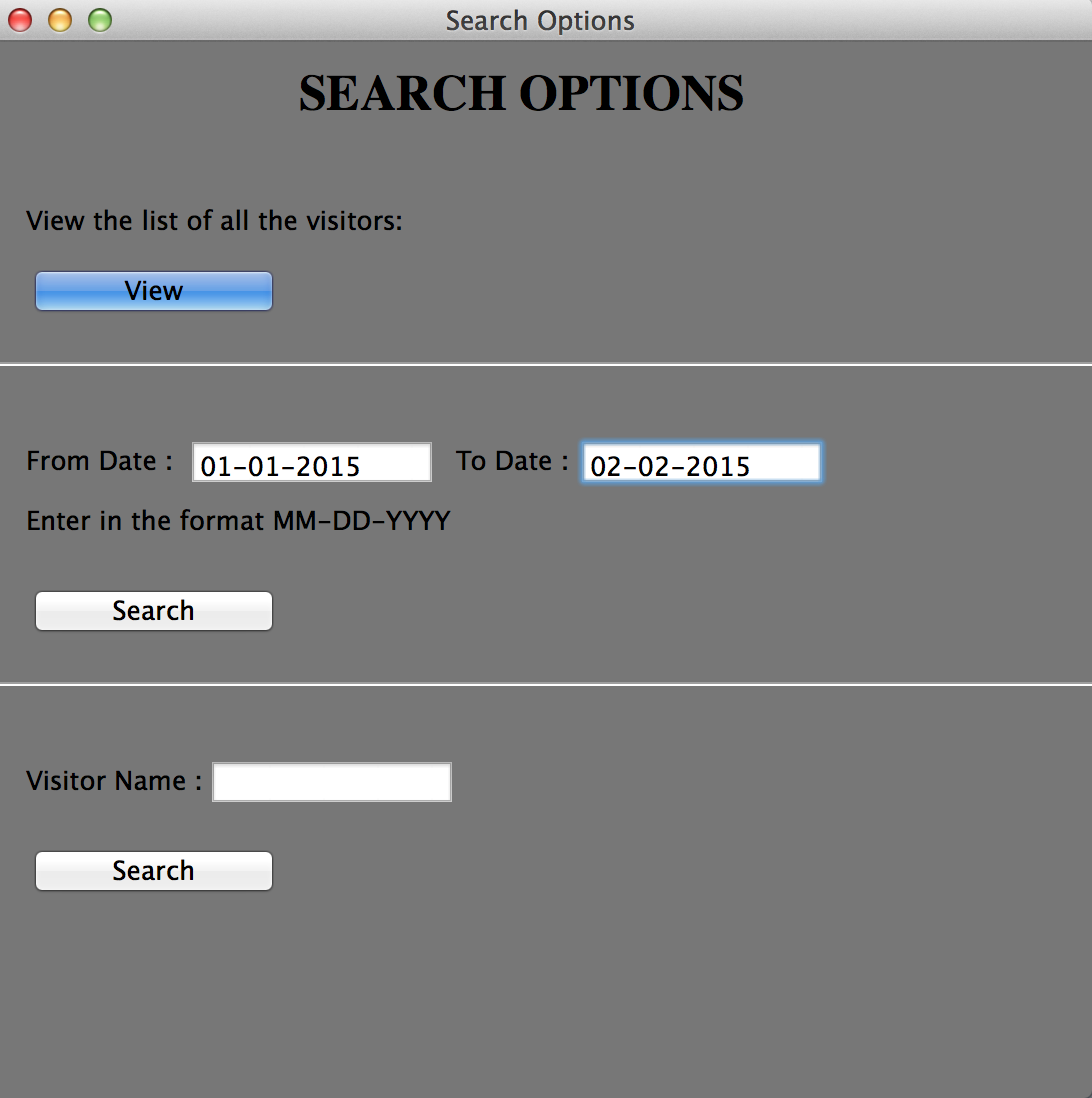 Search Options
SEARCH OPTIONS
View the list of all the visitors:
View
From Date : 01-01-2015 To Date : 02-02-2015
Enter in the format MM-DD-YYYY
Search
Visitor Name :
Search